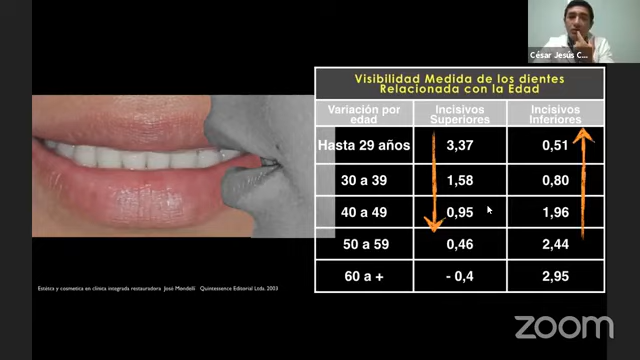 César Jesús C...
Visibilidad Medida de los dientes
Relacionada con la Edad
Variación por edad Incisivos Superiores Incisivos Inferiores
Hasta 29 años 3,37 0,51
30 a 39 1,58 0,80
40 a 49 0,95 1,96
50 a 59 0,46 2,44
60 a + - 0,4 2,95
Estética y cosmetica en clínica integrada restauradora José Mondelli Quintessence Editorial Ltda. 2003
zoom